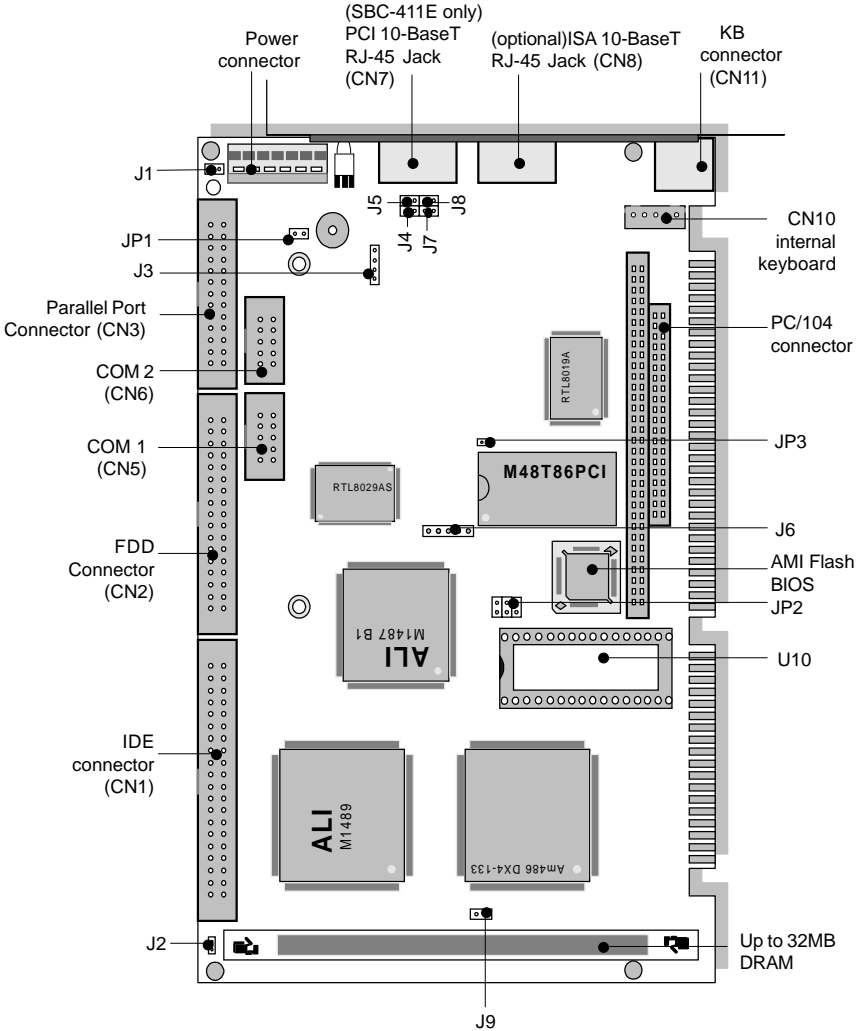 (SBC-411E only)
PCI 10-BaseT
RJ-45 Jack
(CN7)
Power
connector
(optional)ISA 10-BaseT
RJ-45 Jack (CN8)
KB
connector
(CN11)
J1
J5
J8
J4
J7
JP1
J3
CN10
internal
keyboard
Parallel Port
Connector (CN3)
PC/104
connector
COM 2
(CN6)
RTL8019A
COM 1
(CN5)
JP3
M48T86PCI
RTL8029AS
J6
FDD
Connector
(CN2)
AMI Flash
BIOS
JP2
ALI
M1487 B1
U10
IDE
connector
(CN1)
ALI
M1489
Am486 DX4-133
J2
Up to 32MB
DRAM
J9